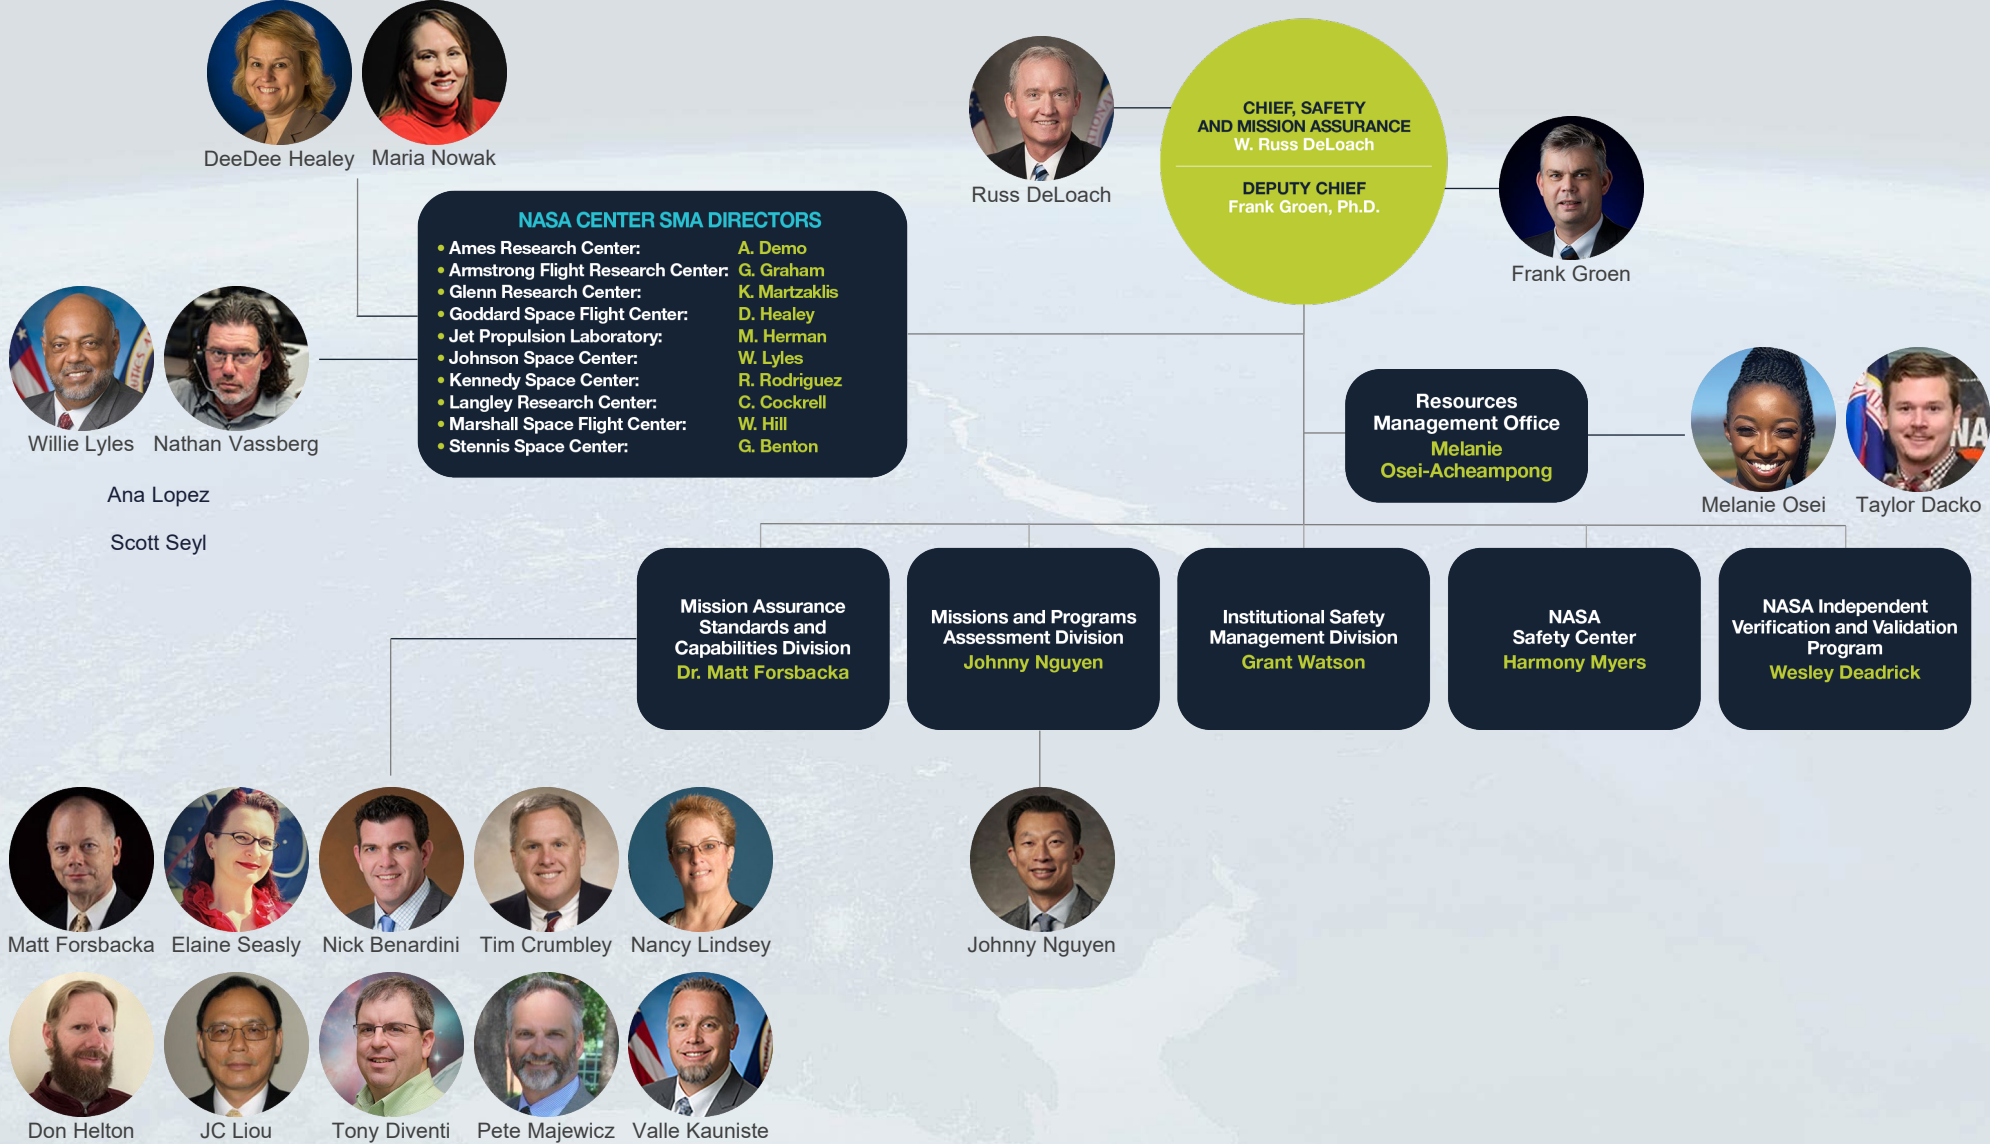 DeeDee Healey
Maria Nowak
CHIEF, SAFETY
AND MISSION ASSURANCE
W. Russ DeLoach
DEPUTY CHIEF
Frank Groen, Ph.D.
Russ DeLoach
Frank Groen
NASA CENTER SMA DIRECTORS
• Ames Research Center: A. Demo
• Armstrong Flight Research Center: G. Graham
• Glenn Research Center: K. Martzaklis
• Goddard Space Flight Center: D. Healey
• Jet Propulsion Laboratory: M. Herman
• Johnson Space Center: W. Lyles
• Kennedy Space Center: R. Rodriguez
• Langley Research Center: C. Cockrell
• Marshall Space Flight Center: W. Hill
• Stennis Space Center: G. Benton
Willie Lyles
Nathan Vassberg
Ana Lopez
Scott Seyl
Resources
Management Office
Melanie
Osei-Acheampong
Melanie Osei
Taylor Dacko
Mission Assurance
Standards and
Capabilities Division
Dr. Matt Forsbacka
Missions and Programs
Assessment Division
Johnny Nguyen
Institutional Safety
Management Division
Grant Watson
NASA
Safety Center
Harmony Myers
NASA Independent
Verification and Validation
Program
Wesley Deadrick
Matt Forsbacka
Elaine Seasly
Nick Benardini
Tim Crumbley
Nancy Lindsey
Johnny Nguyen
Don Helton
JC Liou
Tony Diventi
Pete Majewicz
Valle Kauniste